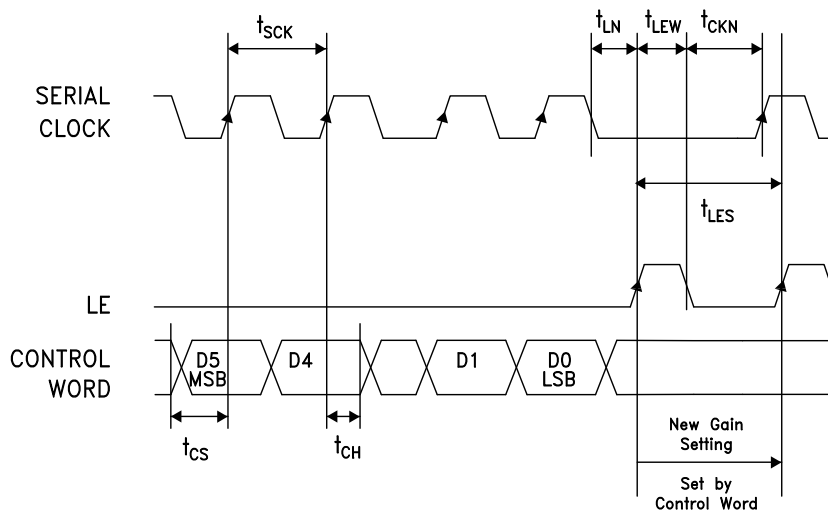 tSCK
tLN
tLEW
tCKN
SERIAL
CLOCK
tLES
LE
CONTROL
WORD
D5
MSB
D4
D1
D0
LSB
tCS
tCH
New Gain
Setting
Set by
Control Word